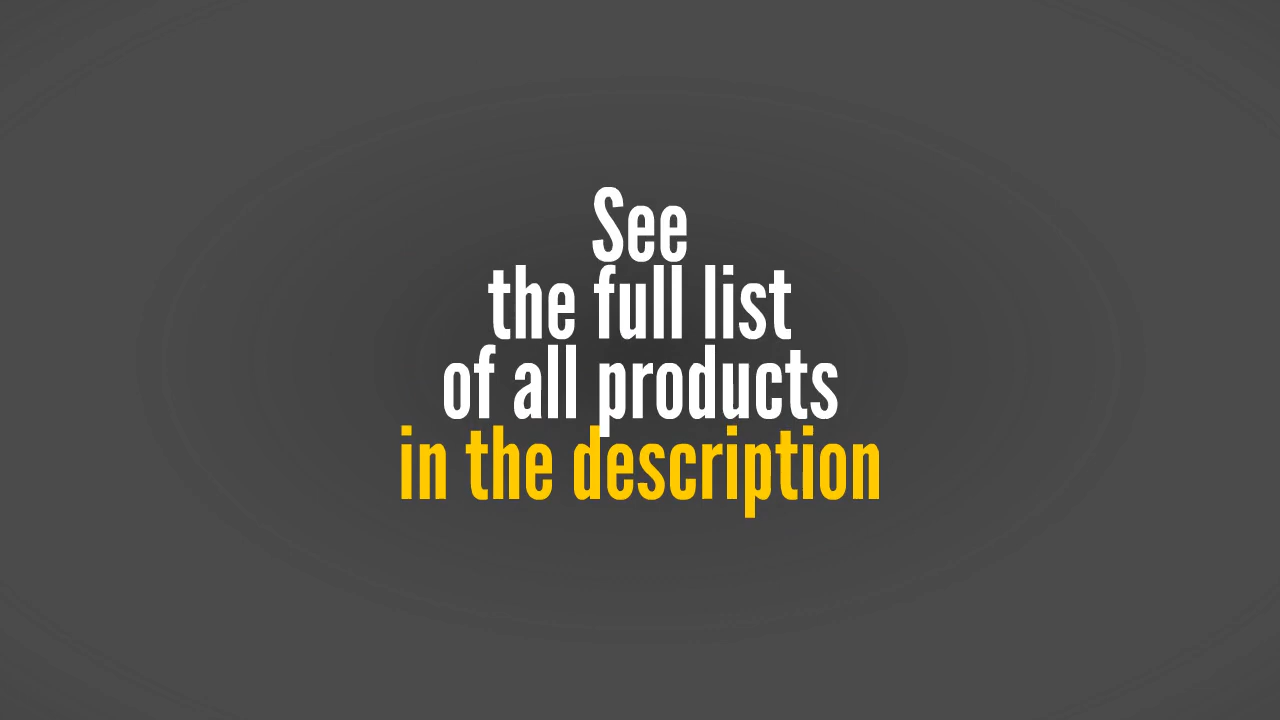 See
the full list
of all products
in the description